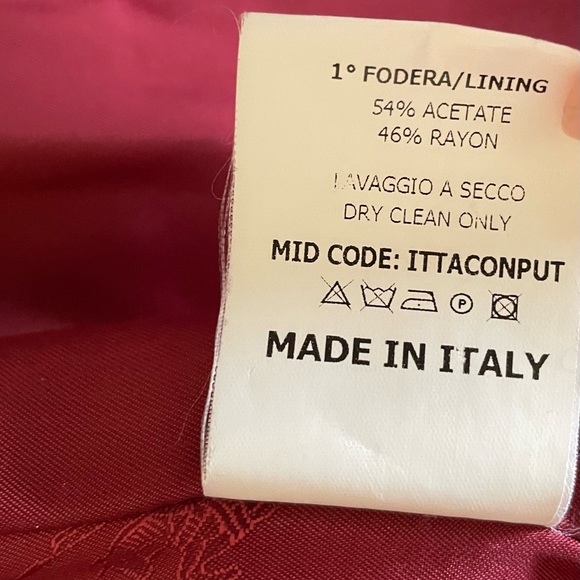 1° FODERA/LINING
54% ACETATE
46% RAYON
LAVAGGIO A SECCO
DRY CLEAN ONLY
MID CODE: ITTACONPUT
P
MADE IN ITALY